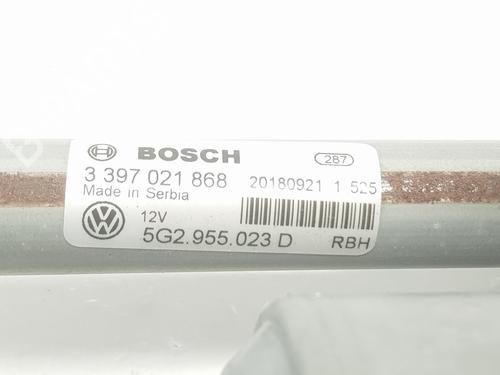 BOSCH 287
3 397 021 868 20180921 1 525
Made in Serbia
12V
5G2.955.023 D RBH